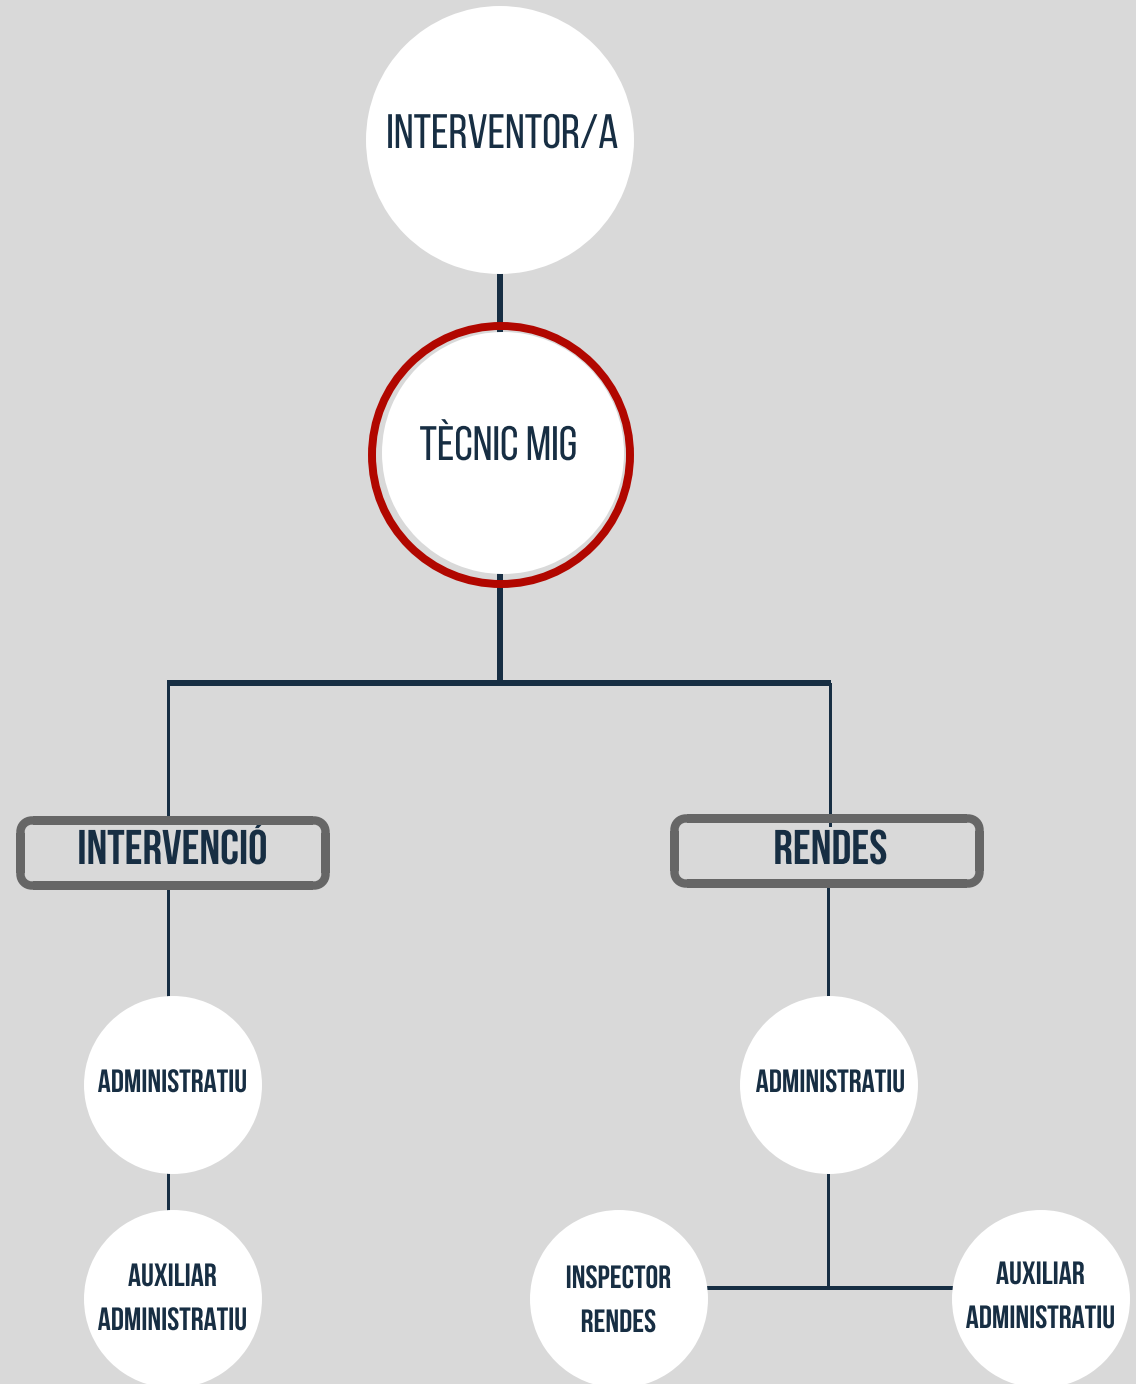 INTERVENTOR/A
TÈCNIC MIG
INTERVENCIÓ
RENDES
ADMINISTRATIU
ADMINISTRATIU
AUXILIAR
ADMINISTRATIU
INSPECTOR
RENDES
AUXILIAR
ADMINISTRATIU